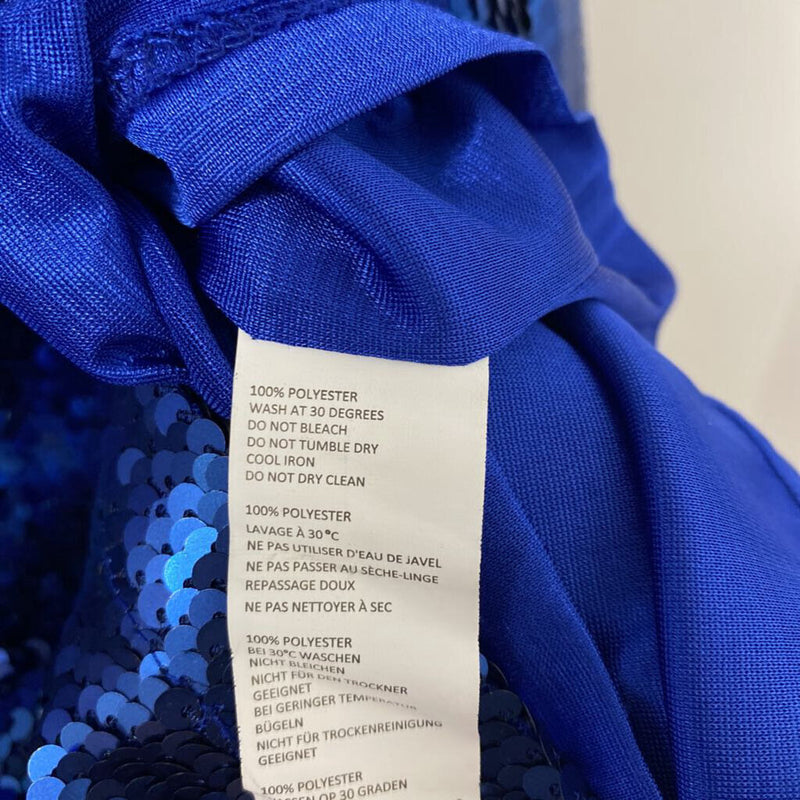 100% POLYESTER
WASH AT 30 DEGREES
DO NOT BLEACH
DO NOT TUMBLE DRY
COOL IRON
DO NOT DRY CLEAN
100% POLYESTER
LAVAGE À 30°C
NE PAS UTILISER D'EAU DE JAVEL
NE PAS PASSER AU SÈCHE-LINGE
REPASSAGE DOUX
NE PAS NETTOYER À SEC
100% POLYESTER
BEI 30°C WASCHEN
NICHT BLEICHEN
NICHT FÜR DEN TROCKNER
GEEIGNET
BEI GERINGER TEMPERATUR
BÜGELN
NICHT FÜR TROCKENREINIGUNG
GEEIGNET
100% POLYESTER
OP 30 GRADEN